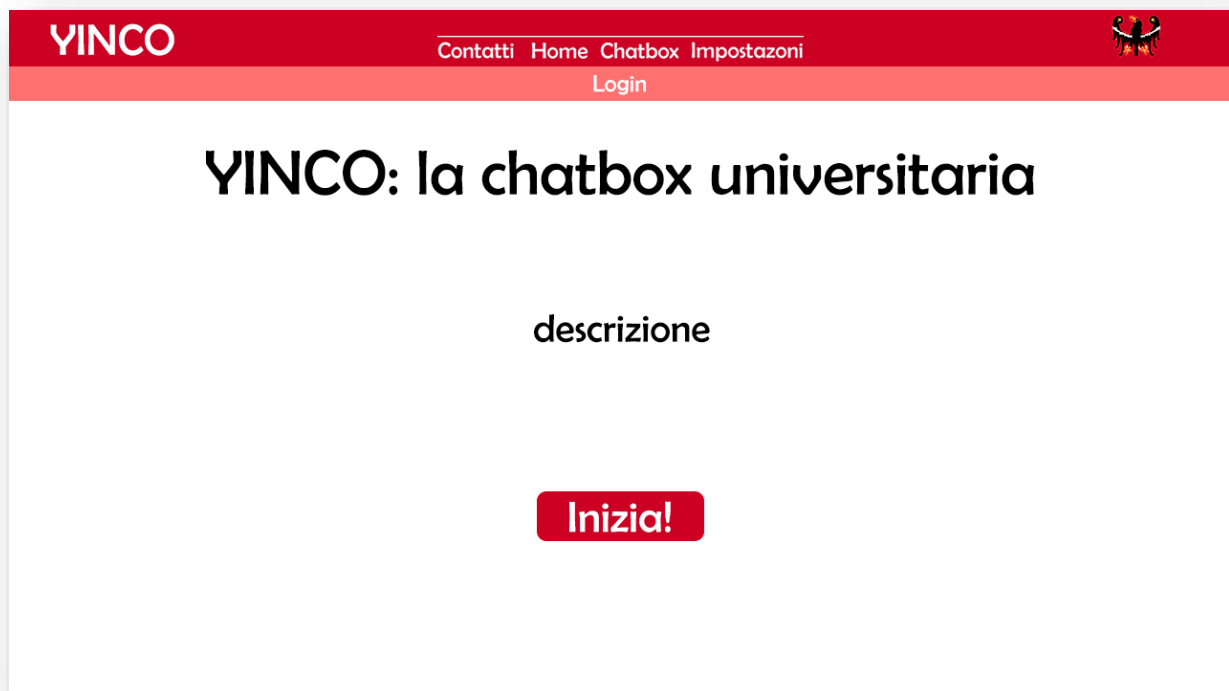 YINCO
Contatti Home Chatbox Impostazoni
Login
YINCO: la chatbox universitaria
descrizione
Inizia!